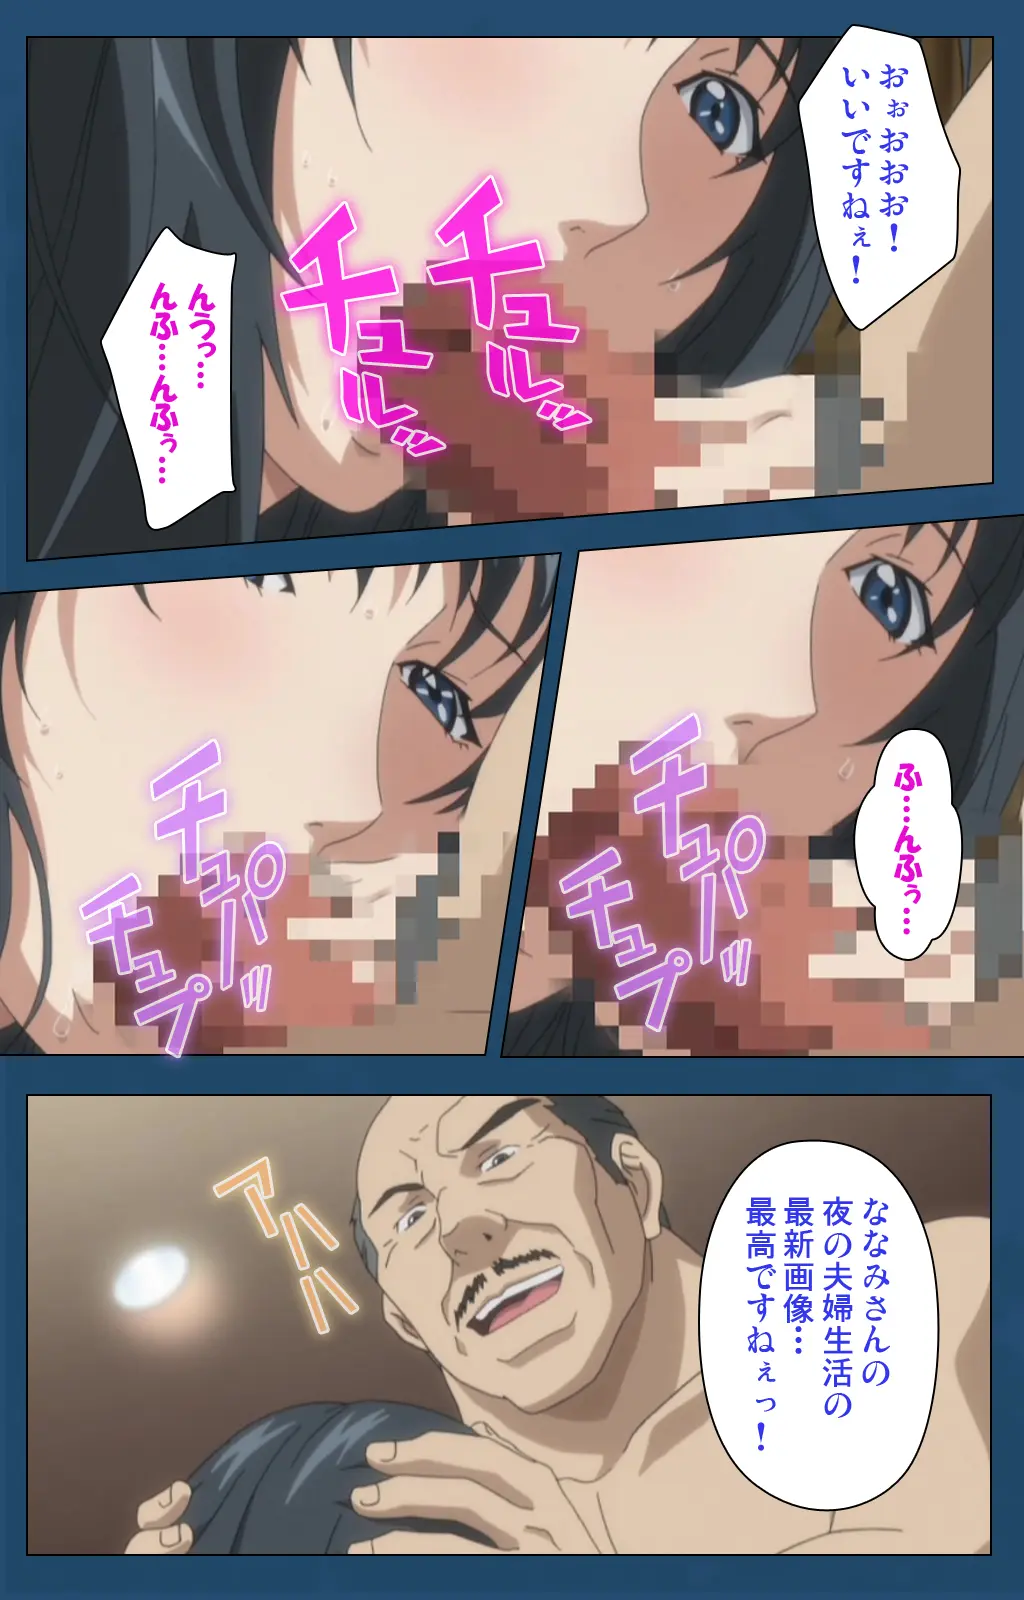 おぉおおお！
いいですねぇ！
チュルッ
チュルッ
んうっ…
んふ…んふぅ…
ふ…んふぅ…
チュパッ
チュプ
チュパッ
チュプ
ななみさんの
夜の夫婦生活の
最新画像…
最高ですねぇっ！
アハハハ